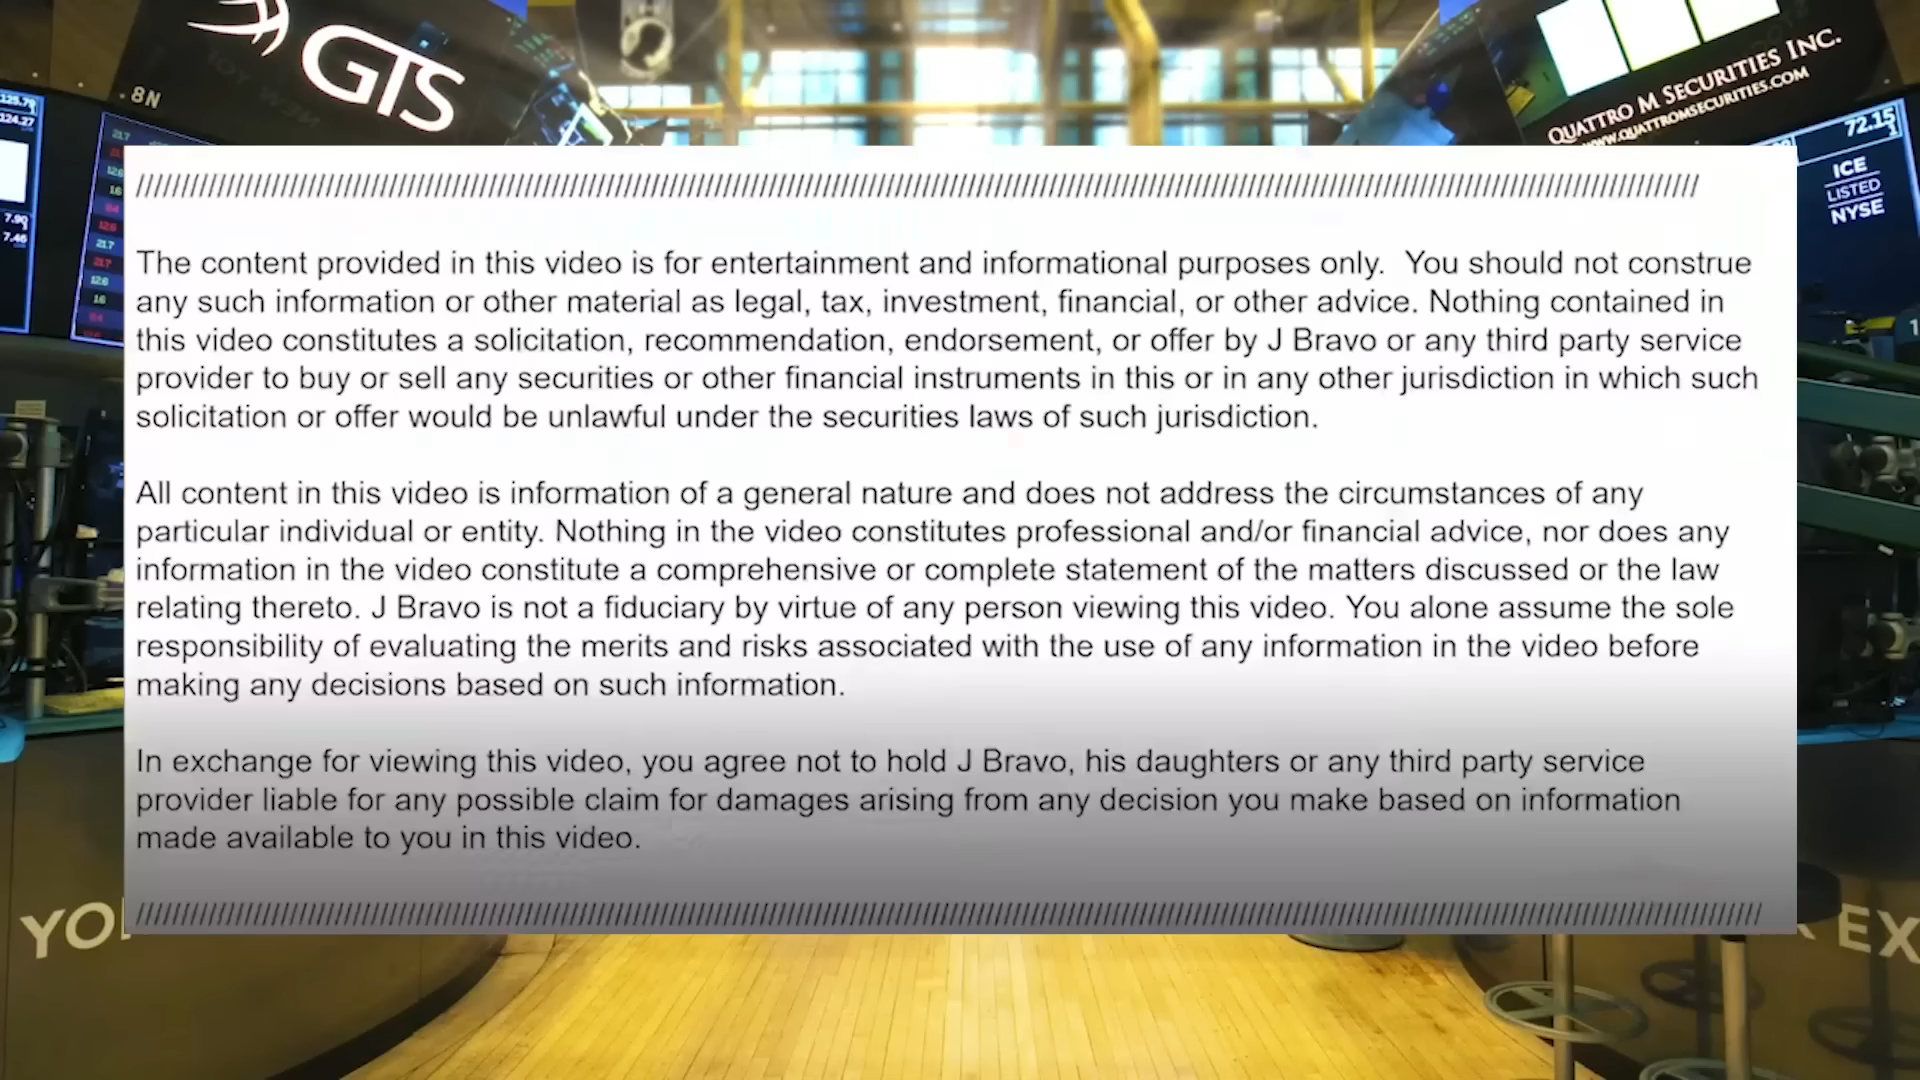 GTS
8N
125.79
124.27
217
7.90
7.46
QUATTRO M SECURITIES INC.
WWW.QUATTROMSECURITIES.COM
72.15
1
ICE
LISTED
NYSE
////////////////////////////////////////////////////////////////////////////////////////////////////////////////////////////////////////////////////////////////////////////////
The content provided in this video is for entertainment and informational purposes only.  You should not construe
any such information or other material as legal, tax, investment, financial, or other advice. Nothing contained in
this video constitutes a solicitation, recommendation, endorsement, or offer by J Bravo or any third party service
provider to buy or sell any securities or other financial instruments in this or in any other jurisdiction in which such
solicitation or offer would be unlawful under the securities laws of such jurisdiction.
All content in this video is information of a general nature and does not address the circumstances of any
particular individual or entity. Nothing in the video constitutes professional and/or financial advice, nor does any
information in the video constitute a comprehensive or complete statement of the matters discussed or the law
relating thereto. J Bravo is not a fiduciary by virtue of any person viewing this video. You alone assume the sole
responsibility of evaluating the merits and risks associated with the use of any information in the video before
making any decisions based on such information.
In exchange for viewing this video, you agree not to hold J Bravo, his daughters or any third party service
provider liable for any possible claim for damages arising from any decision you make based on information
made available to you in this video.
////////////////////////////////////////////////////////////////////////////////////////////////////////////////////////////////////////////////////////////////////////////////////////
YO
EX